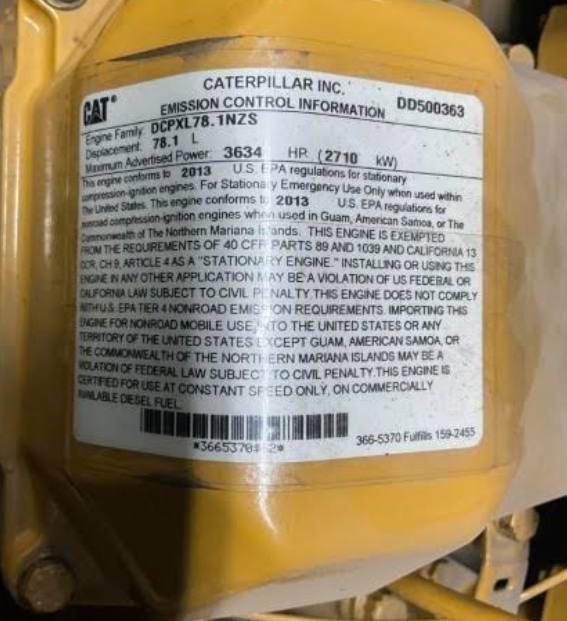 CATERPILLAR INC.
CAT® EMISSION CONTROL INFORMATION DD500363
Engine Family: DCPXL78.1NZS
Displacement: 78.1 L
Maximum Advertised Power: 3634 HR (2710 kW)
This engine conforms to 2013 U.S. EPA regulations for stationary
compression-ignition engines. For Stationary Emergency Use Only when used within
The United States. This engine conforms to 2013 U.S. EPA regulations for
nonroad compression-ignition engines when used in Guam, American Samoa, or The
Commonwealth of The Northern Mariana Islands. THIS ENGINE IS EXEMPTED
FROM THE REQUIREMENTS OF 40 CFR PARTS 89 AND 1039 AND CALIFORNIA 13
CCR, CH 9, ARTICLE 4 AS A "STATIONARY ENGINE." INSTALLING OR USING THIS
ENGINE IN ANY OTHER APPLICATION MAY BE A VIOLATION OF US FEDERAL OR
CALIFORNIA LAW SUBJECT TO CIVIL PENALTY. THIS ENGINE DOES NOT COMPLY
WITH U.S. EPA TIER 4 NONROAD EMISSION REQUIREMENTS. IMPORTING THIS
ENGINE FOR NONROAD MOBILE USE, INTO THE UNITED STATES OR ANY
TERRITORY OF THE UNITED STATES EXCEPT GUAM, AMERICAN SAMOA, OR
THE COMMONWEALTH OF THE NORTHERN MARIANA ISLANDS MAY BE A
VIOLATION OF FEDERAL LAW SUBJECT TO CIVIL PENALTY. THIS ENGINE IS
CERTIFIED FOR USE AT CONSTANT SPEED ONLY, ON COMMERCIALLY
AVAILABLE DIESEL FUEL.
366-5370 Fulfills 159-2455